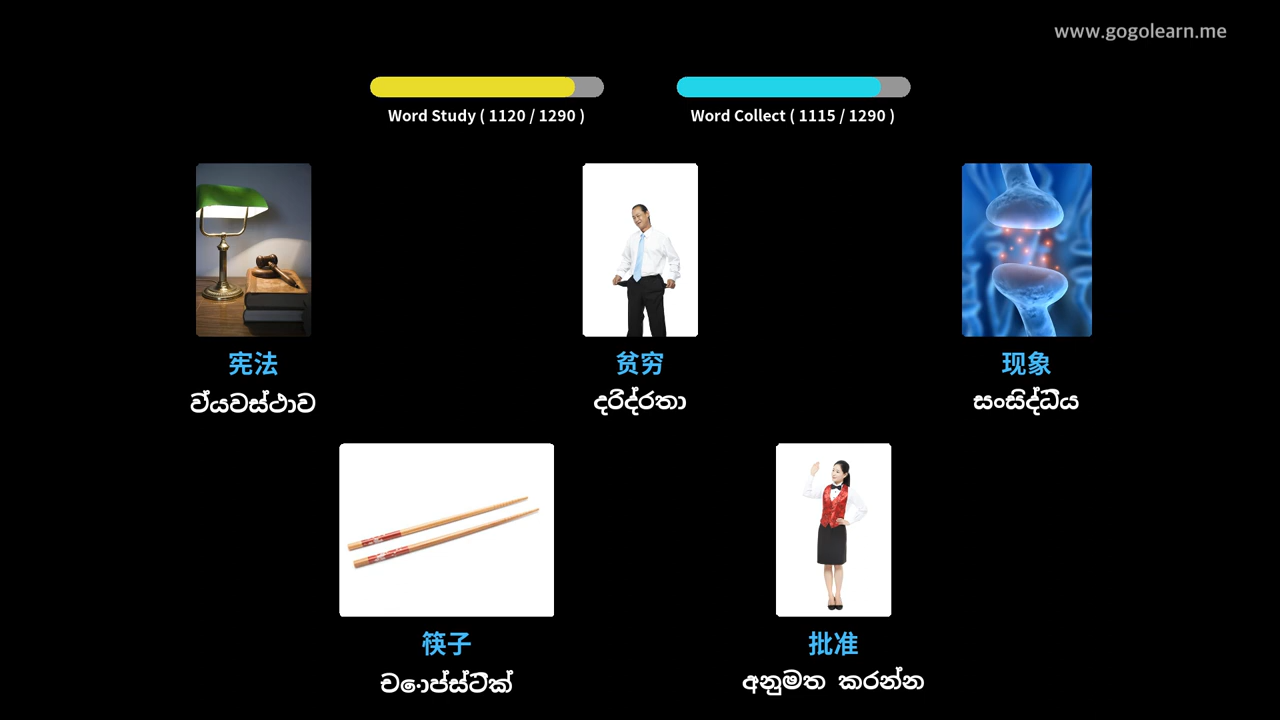 www.gogolearn.me
Word Study ( 1120 / 1290 )
Word Collect ( 1115 / 1290 )
宪法
ව්යවස්ථාව
贫穷
දරිද්රතා
现象
සංසිද්ධිය
筷子
චොප්ස්ටික්
批准
අනුමත කරන්න